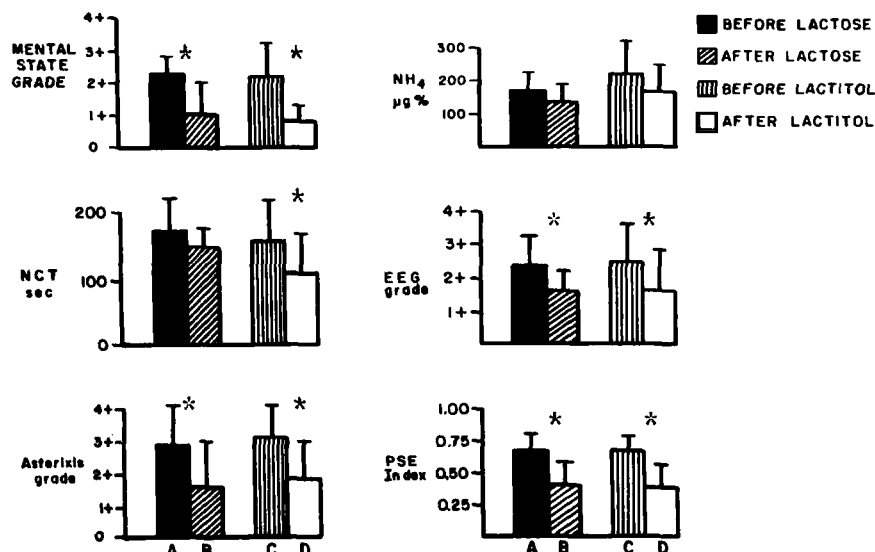 4+
3+
2+
1+
0
MENTAL
STATE
GRADE
*
*
300
200
100
NH4
µg %
BEFORE LACTOSE
AFTER LACTOSE
BEFORE LACTITOL
AFTER LACTITOL
200
100
0
NCT
sec
*
4+
3+
2+
1+
EEG
grade
*
*
4+
3+
2+
1+
0
Asterixis
grade
*
*
A B C D
1.00
0.75
0.50
0.25
PSE
Index
*
*
A B C D